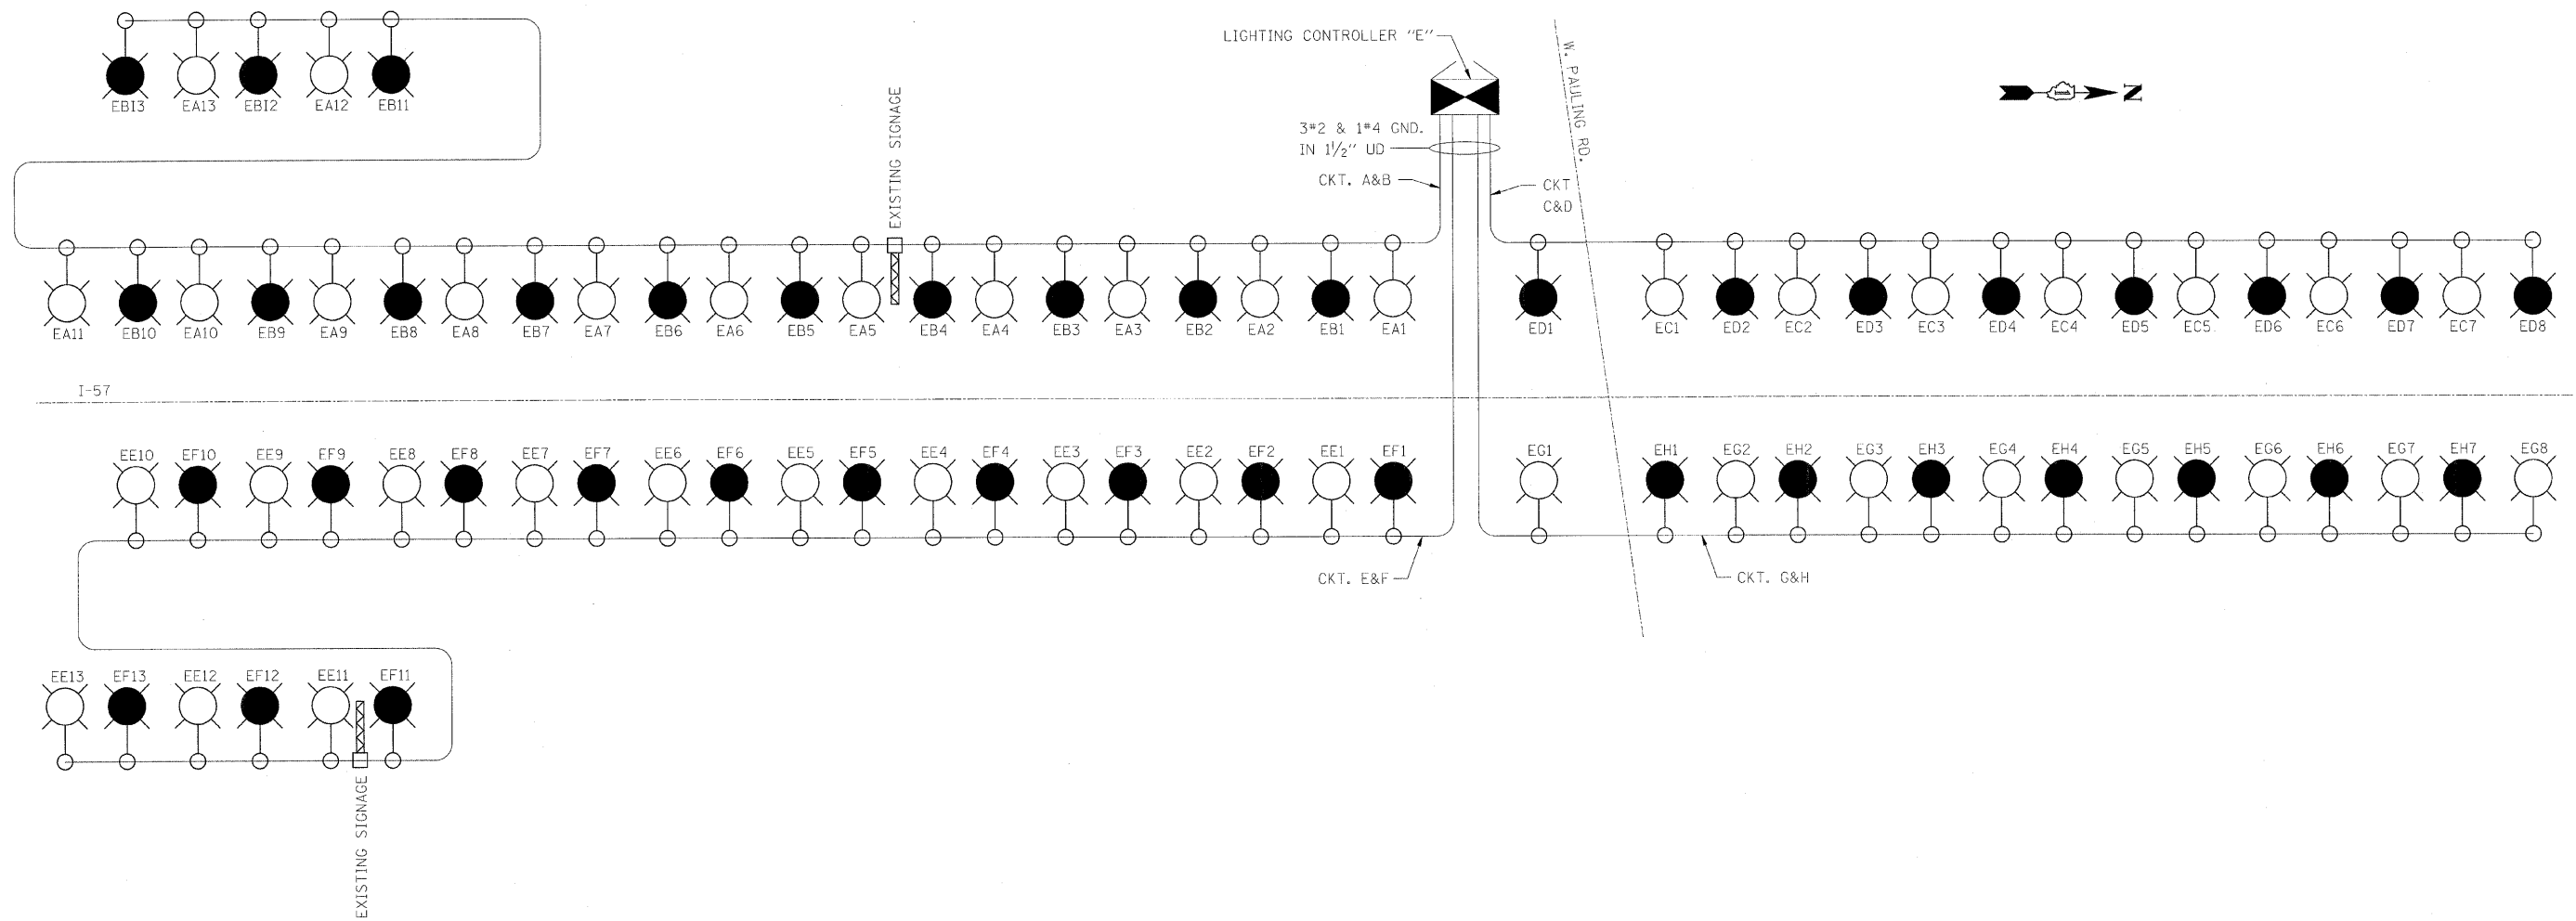 LIGHTING CONTROLLER "E"
W. PAULING RD.
N
EB13 EA13 EB12 EA12 EB11
EXISTING SIGNAGE
3#2 & 1#4 GND.
IN 1½" UD
CKT. A&B
CKT
C&D
EA11 EB10 EA10 EB9 EA9 EB8 EA8 EB7 EA7 EB6 EA6 EB5 EA5 EB4 EA4 EB3 EA3 EB2 EA2 EB1 EA1 ED1 EC1 ED2 EC2 ED3 EC3 ED4 EC4 ED5 EC5 ED6 EC6 ED7 EC7 ED8
I-57
EE10 EF10 EE9 EF9 EE8 EF8 EE7 EF7 EE6 EF6 EE5 EF5 EE4 EF4 EE3 EF3 EE2 EF2 EE1 EF1 EG1 EH1 EG2 EH2 EG3 EH3 EG4 EH4 EG5 EH5 EG6 EH6 EG7 EH7 EG8
CKT. E&F
CKT. G&H
EE13 EF13 EE12 EF12 EE11 EF11
EXISTING SIGNAGE